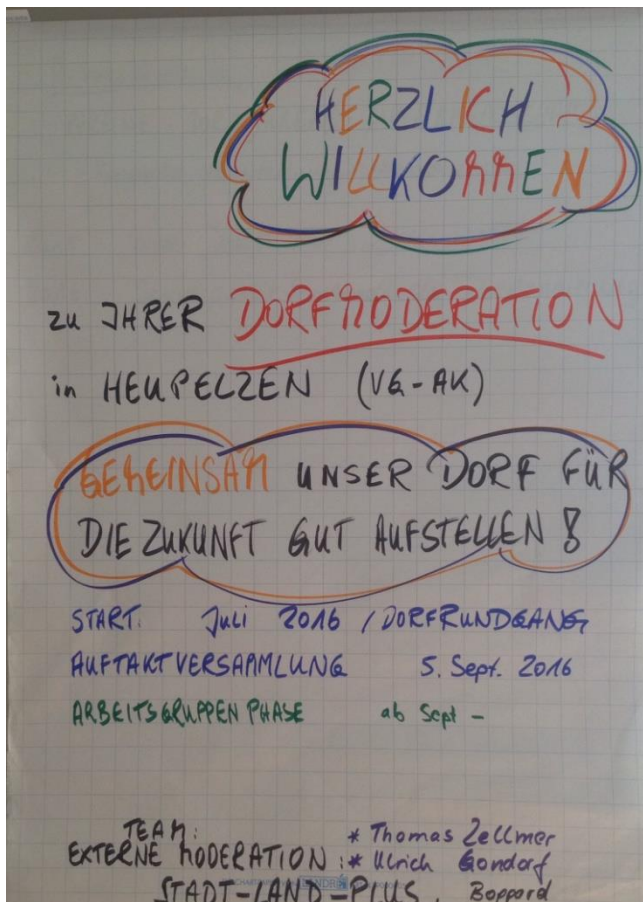 HERZLICH
WILLKOMMEN
zu IHRER DORFMODERATION
in HEUPELZEN (VG-AK)
GEMEINSAM UNSER DORF FÜR
DIE ZUKUNFT GUT AUFSTELLEN!
START: Juli 2016 / DORFRUNDGANG
AUFTAKTVERSAMMLUNG 5. Sept. 2016
ARBEITSGRUPPEN PHASE ab Sept -
TEAM: * Thomas Zellmer
EXTERNE MODERATION: * Ulrich Gondorf
STADT-LAND-PLUS, Boppard